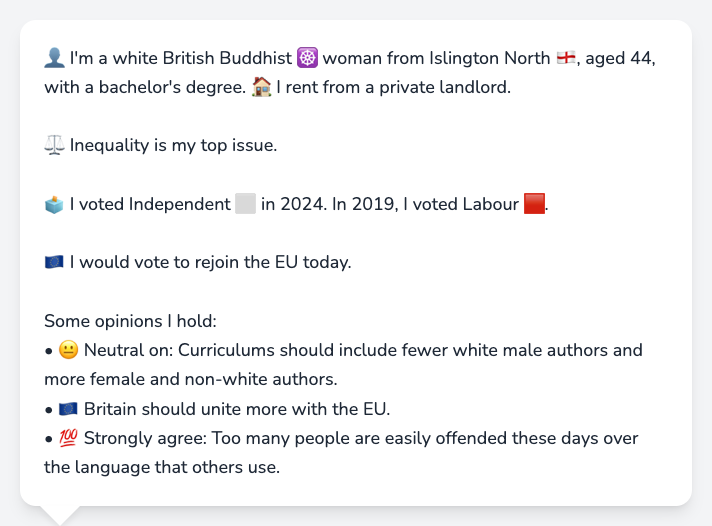 👤 I'm a white British Buddhist ☸️ woman from Islington North 🏴󠁧󠁢󠁥󠁮󠁧󠁿, aged 44,
with a bachelor's degree. 🏠 I rent from a private landlord.
⚖️ Inequality is my top issue.
🗳️ I voted Independent ⬜ in 2024. In 2019, I voted Labour 🟥.
🇪🇺 I would vote to rejoin the EU today.
Some opinions I hold:
• 😐 Neutral on: Curriculums should include fewer white male authors and
more female and non-white authors.
• 🇪🇺 Britain should unite more with the EU.
• 💯 Strongly agree: Too many people are easily offended these days over
the language that others use.